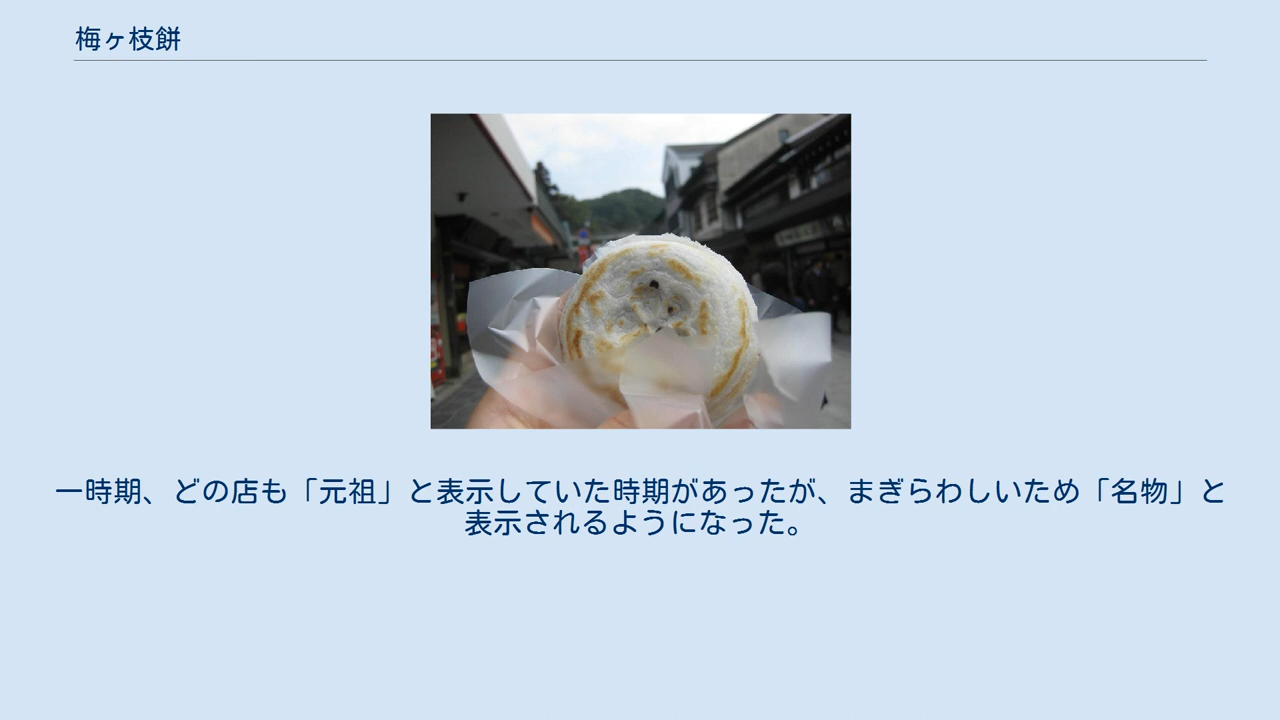 梅ヶ枝餅
一時期、どの店も「元祖」と表示していた時期があったが、まぎらわしいため「名物」と
表示されるようになった。